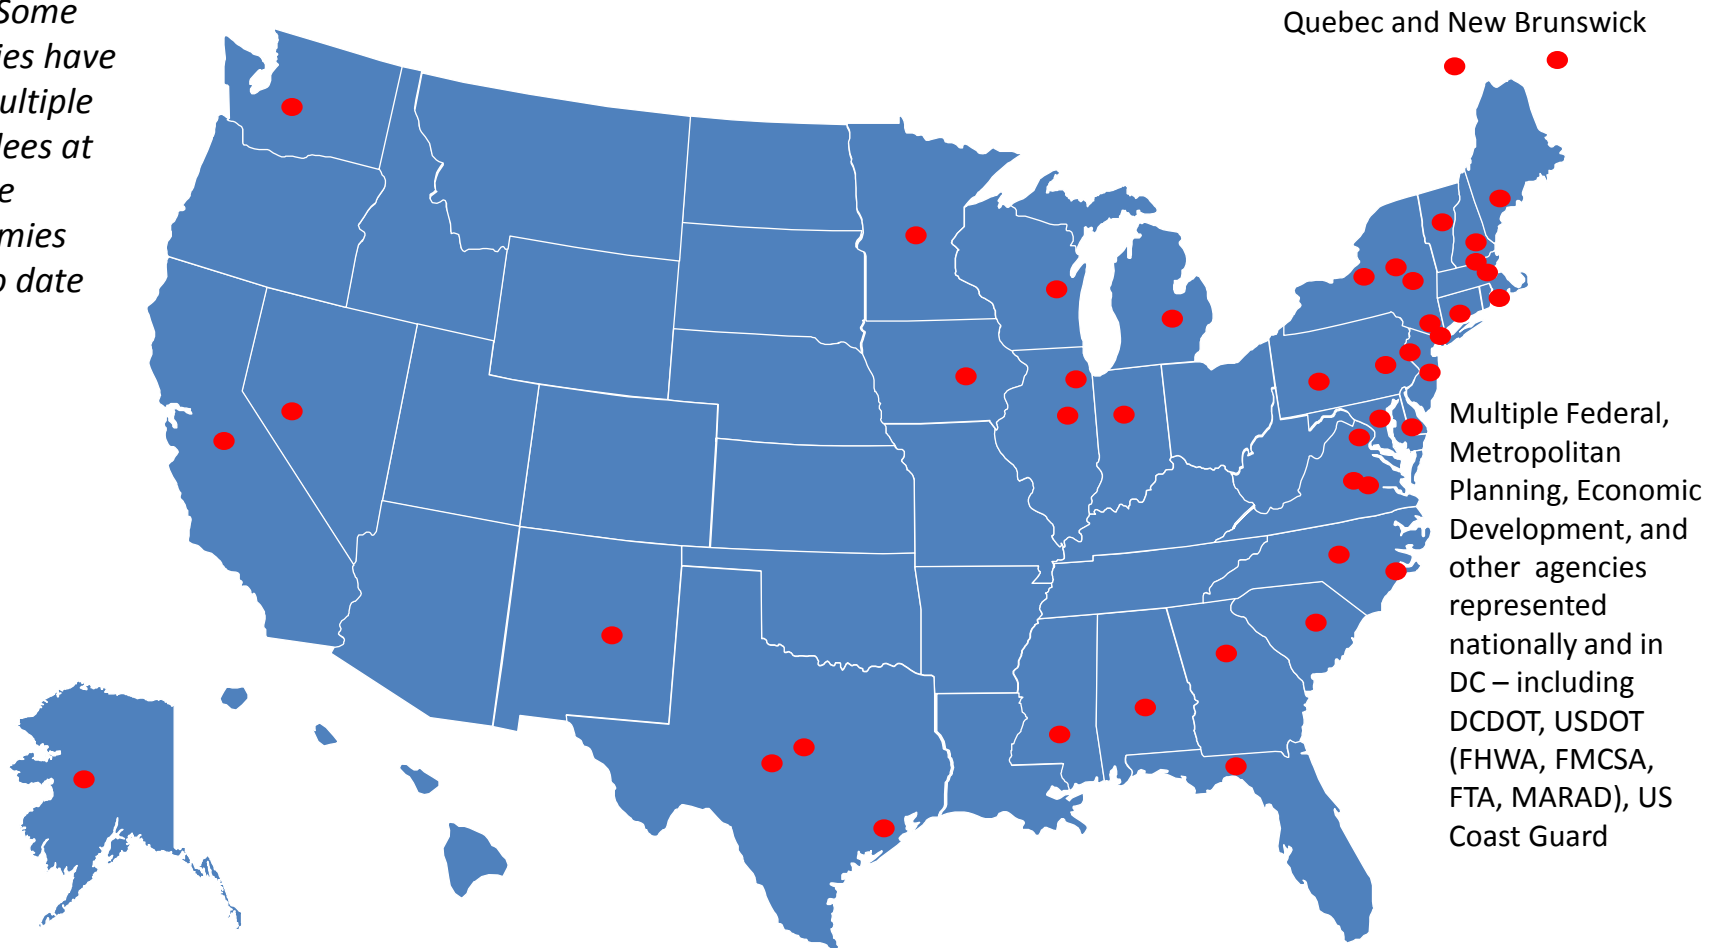 Some
ies have
ultiple
lees at
e
mies
o date
Quebec and New Brunswick
Multiple Federal,
Metropolitan
Planning, Economic
Development, and
other agencies
represented
nationally and in
DC – including
DCDOT, USDOT
(FHWA, FMCSA,
FTA, MARAD), US
Coast Guard